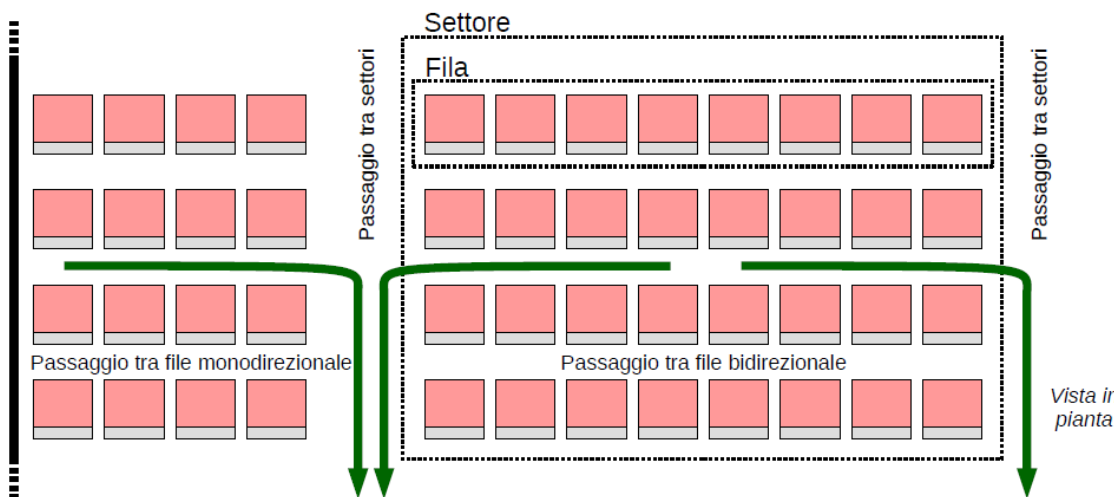 Settore
Fila
Passaggio tra settori
Passaggio tra settori
Passaggio tra file monodirezionale
Passaggio tra file bidirezionale
Vista in
pianta